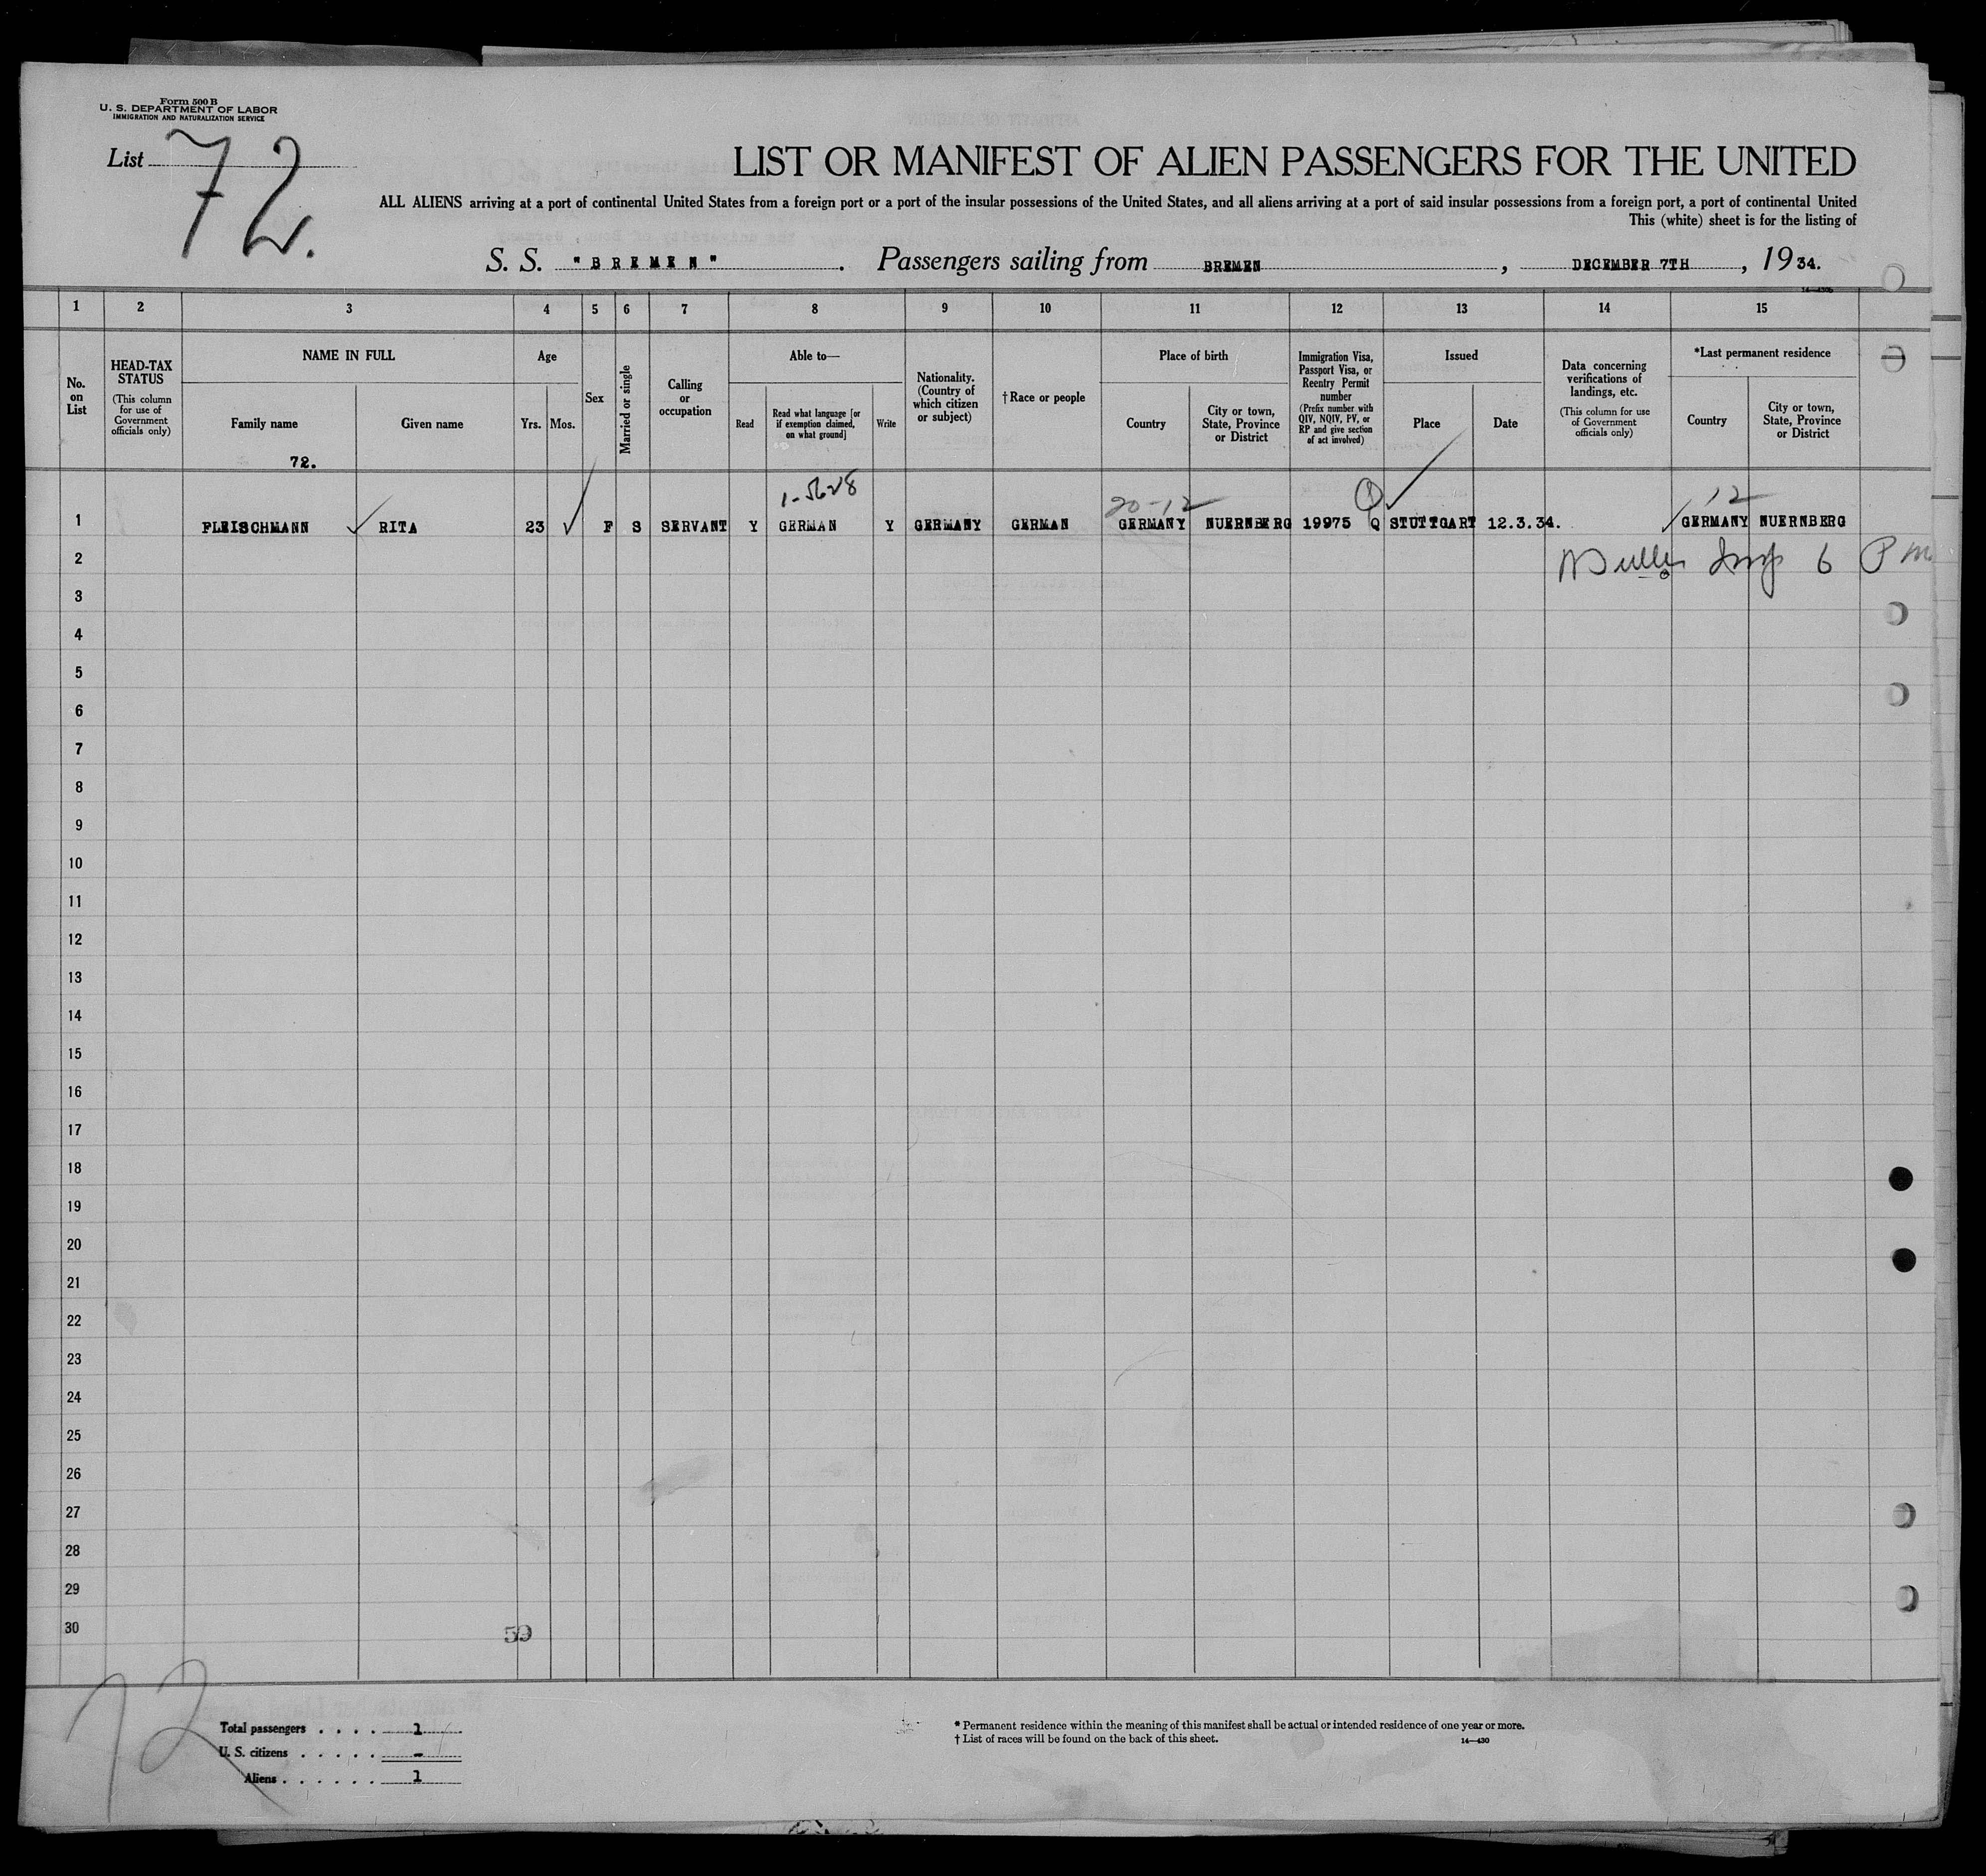 Form 500 B
U. S. DEPARTMENT OF LABOR
IMMIGRATION AND NATURALIZATION SERVICE
List 72.
LIST OR MANIFEST OF ALIEN PASSENGERS FOR THE UNITED
ALL ALIENS arriving at a port of continental United States from a foreign port or a port of the insular possessions of the United States, and all aliens arriving at a port of said insular possessions from a foreign port, a port of continental United
This (white) sheet is for the listing of
S. S. "BREMEN". Passengers sailing from BREMEN, DECEMBER 7TH, 1934.
1 2 3 4 5 6 7 8 9 10 11 12 13 14 15
No. on List
HEAD-TAX STATUS
(This column for use of Government officials only)
NAME IN FULL
Family name
Given name
72.
Age
Yrs. Mos.
Sex
Married or single
Calling or occupation
Able to—
Read
Read what language [or if exemption claimed, on what ground]
Write
Nationality. (Country of which citizen or subject)
†Race or people
Place of birth
Country
City or town, State, Province or District
Immigration Visa, Passport Visa, or Reentry Permit number
(Prefix number with QIV, NQIV, PV, or RP and give section of act involved)
Issued
Place
Date
Data concerning verifications of landings, etc.
(This column for use of Government officials only)
*Last permanent residence
Country
City or town, State, Province or District
20-12 12
1 FLEISCHMANN RITA 23 F S SERVANT Y GERMAN Y GERMANY GERMAN GERMANY NUERNBERG 19975 Q STUTTGART 12.3.34. GERMANY NUERNBERG
2 6 PM
3
4
5
6
7
8
9
10
11
12
13
14
15
16
17
18
19
20
21
22
23
24
25
26
27
28
29
30
59
72
Total passengers . . . . 1
U. S. citizens . . . . . -
Aliens . . . . . . 1
* Permanent residence within the meaning of this manifest shall be actual or intended residence of one year or more.
† List of races will be found on the back of this sheet.
14—430